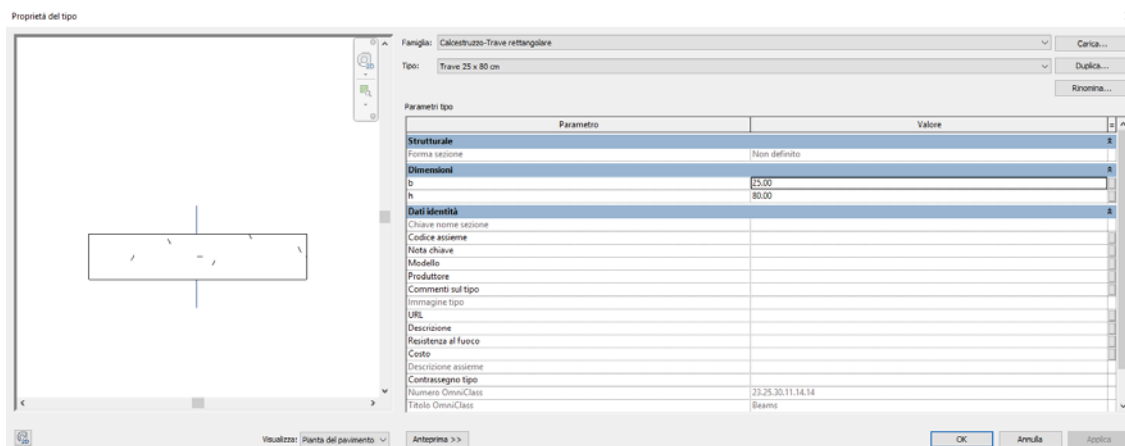 Proprietà del tipo
Famiglia: Calcestruzzo-Trave rettangolare Carica...
Tipo: Trave 25 x 80 cm Duplica...
Rinomina...
Parametri tipo
Parametro Valore =
Strutturale
Forma sezione Non definito
Dimensioni
b 25.00
h 80.00
Dati identità
Chiave nome sezione
Codice assieme
Nota chiave
Modello
Produttore
Commenti sul tipo
Immagine tipo
URL
Descrizione
Resistenza al fuoco
Costo
Descrizione assieme
Contrassegno tipo
Numero OmniClass 23.25.30.11.14.14
Titolo OmniClass Beams
Visualizza: Pianta del pavimento Anteprima >> OK Annulla Applica